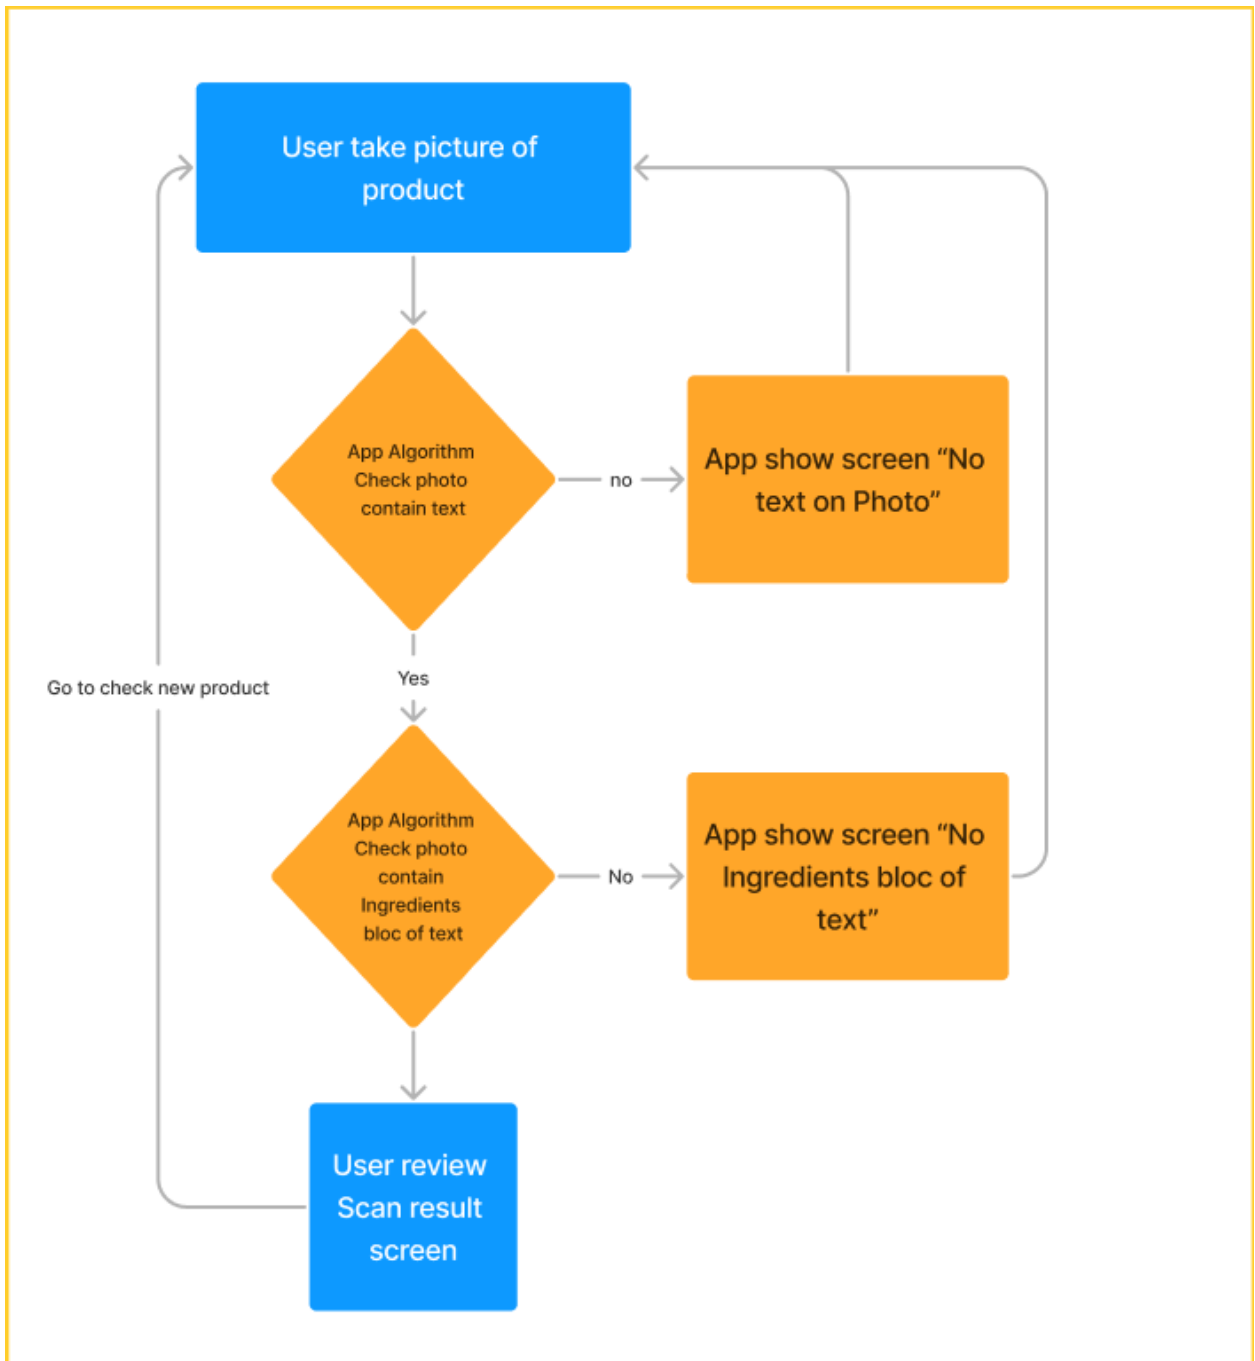 User take picture of
product
App Algorithm
Check photo
contain text
no
App show screen “No
text on Photo”
Yes
Go to check new product
App Algorithm
Check photo
contain
Ingredients
bloc of text
No
App show screen “No
Ingredients bloc of
text”
User review
Scan result
screen